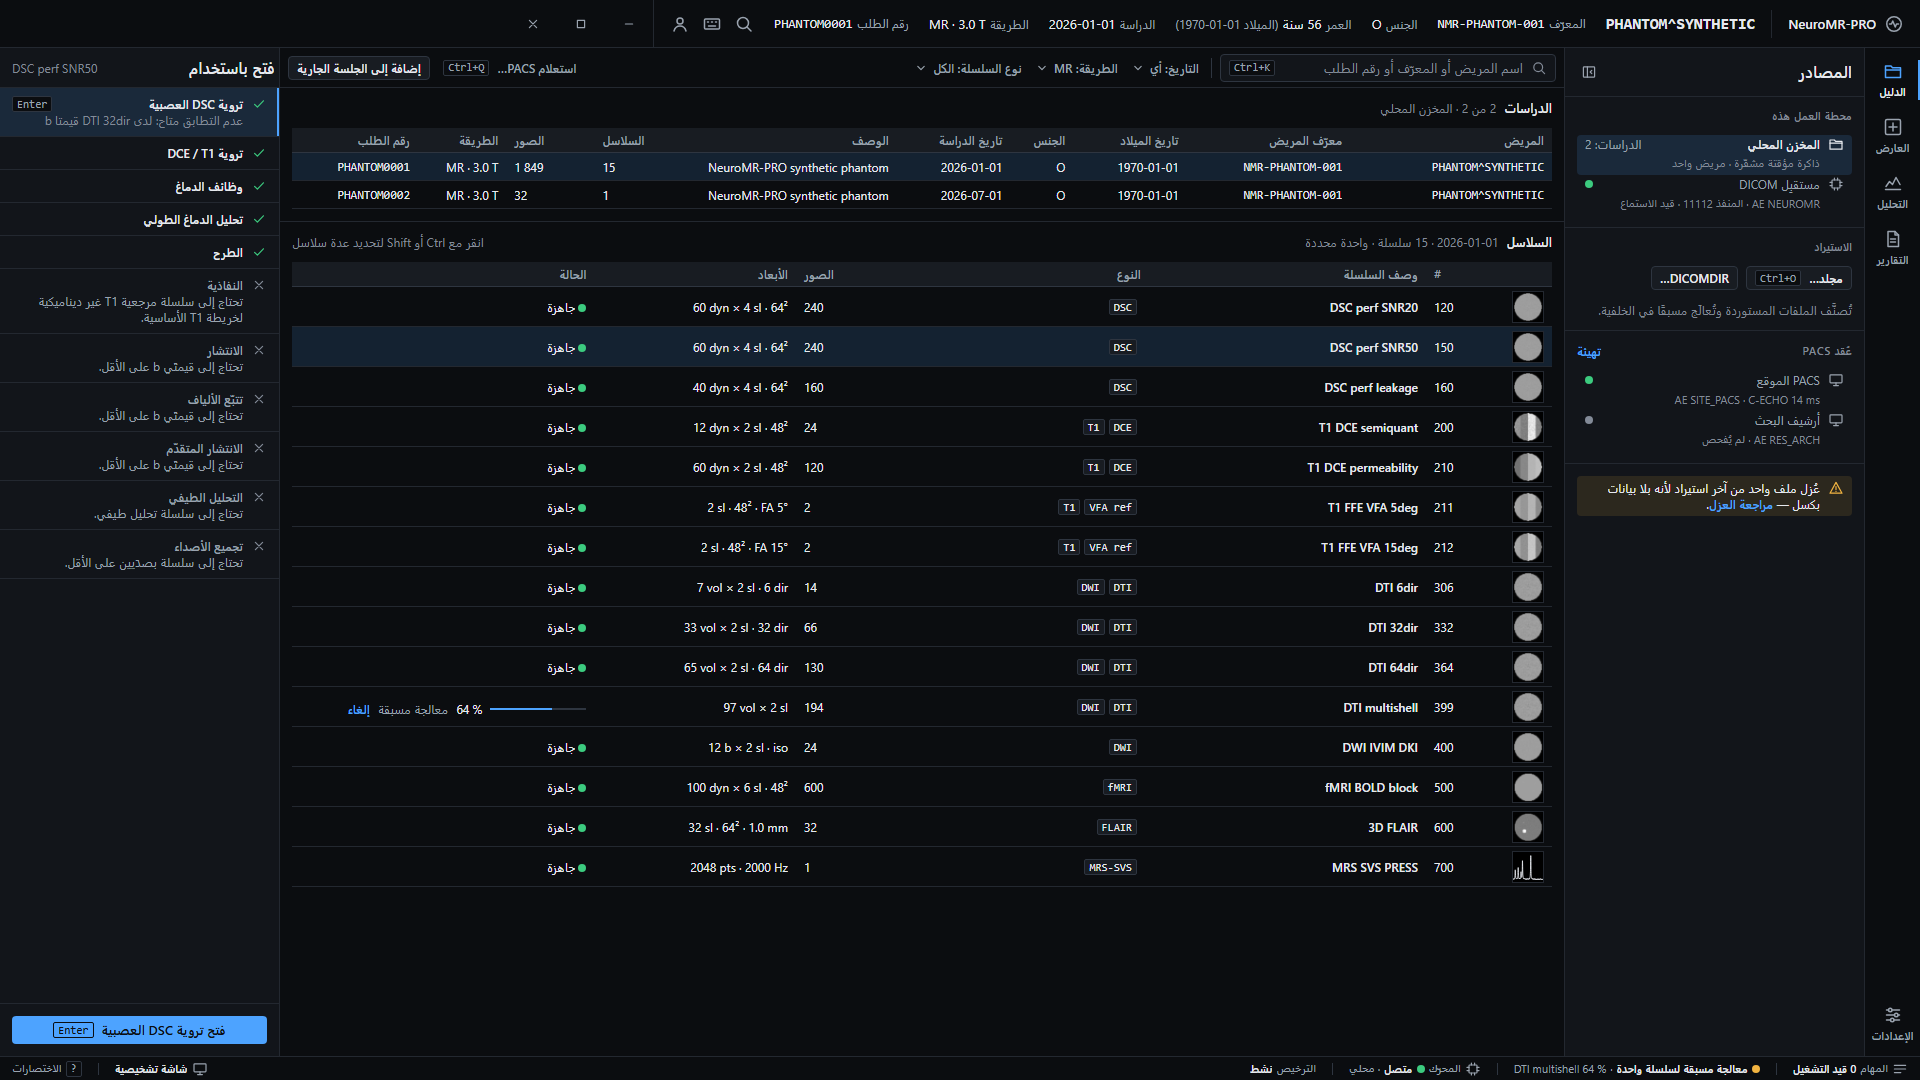 NeuroMR-PRO
PHANTOM^SYNTHETIC
المعرّف NMR-PHANTOM-001
الجنس O
العمر 56 سنة (الميلاد 1970-01-01)
الدراسة 2026-01-01
الطريقة MR · 3.0 T
رقم الطلب PHANTOM0001
الدليل
العارض
التحليل
التقارير
الإعدادات
المصادر
محطة العمل هذه
المخزن المحلي
الدراسات: 2
ذاكرة مؤقتة مشفّرة · مريض واحد
مستقبِل DICOM
AE NEUROMR · المنفذ 11112 · قيد الاستماع
الاستيراد
مجلد... Ctrl+O
DICOMDIR...
تُصنَّف الملفات المستوردة وتُعالَج مسبقًا في الخلفية.
عُقد PACS
تهيئة
PACS الموقع
AE SITE_PACS · C-ECHO 14 ms
أرشيف البحث
AE RES_ARCH · لم يُفحص
عُزل ملف واحد من آخر استيراد لأنه بلا بيانات
بكسل — مراجعة العزل.
اسم المريض أو المعرّف أو رقم الطلب Ctrl+K
التاريخ: أي
الطريقة: MR
نوع السلسلة: الكل
استعلام PACS... Ctrl+Q
إضافة إلى الجلسة الجارية
الدراسات 2 من 2 · المخزن المحلي
المريض معرّف المريض تاريخ الميلاد الجنس تاريخ الدراسة الوصف السلاسل الصور الطريقة رقم الطلب
PHANTOM^SYNTHETIC NMR-PHANTOM-001 1970-01-01 O 2026-01-01 NeuroMR-PRO synthetic phantom 15 1 849 MR · 3.0 T PHANTOM0001
PHANTOM^SYNTHETIC NMR-PHANTOM-001 1970-01-01 O 2026-07-01 NeuroMR-PRO synthetic phantom 1 32 MR · 3.0 T PHANTOM0002
السلاسل 2026-01-01 · 15 سلسلة · واحدة محددة
انقر مع Ctrl أو Shift لتحديد عدة سلاسل
# وصف السلسلة النوع الصور الأبعاد الحالة
120 DSC perf SNR20 DSC 240 60 dyn × 4 sl · 64² جاهزة
150 DSC perf SNR50 DSC 240 60 dyn × 4 sl · 64² جاهزة
160 DSC perf leakage DSC 160 40 dyn × 4 sl · 64² جاهزة
200 T1 DCE semiquant T1 DCE 24 12 dyn × 2 sl · 48² جاهزة
210 T1 DCE permeability T1 DCE 120 60 dyn × 2 sl · 48² جاهزة
211 T1 FFE VFA 5deg T1 VFA ref 2 2 sl · 48² · FA 5° جاهزة
212 T1 FFE VFA 15deg T1 VFA ref 2 2 sl · 48² · FA 15° جاهزة
306 DTI 6dir DWI DTI 14 7 vol × 2 sl · 6 dir جاهزة
332 DTI 32dir DWI DTI 66 33 vol × 2 sl · 32 dir جاهزة
364 DTI 64dir DWI DTI 130 65 vol × 2 sl · 64 dir جاهزة
399 DTI multishell DWI DTI 194 97 vol × 2 sl 64 % معالجة مسبقة إلغاء
400 DWI IVIM DKI DWI 24 12 b × 2 sl · iso جاهزة
500 fMRI BOLD block fMRI 600 100 dyn × 6 sl · 48² جاهزة
600 3D FLAIR FLAIR 32 32 sl · 64² · 1.0 mm جاهزة
700 MRS SVS PRESS MRS-SVS 1 2048 pts · 2000 Hz جاهزة
فتح باستخدام DSC perf SNR50
تروية DSC العصبية Enter
عدم التطابق متاح: لدى DTI 32dir قيمتا b
تروية DCE / T1
وظائف الدماغ
تحليل الدماغ الطولي
الطرح
النفاذية
تحتاج إلى سلسلة مرجعية T1 غير ديناميكية
لخريطة T1 الأساسية.
الانتشار
تحتاج إلى قيمتَي b على الأقل.
تتبّع الألياف
تحتاج إلى قيمتَي b على الأقل.
الانتشار المتقدّم
تحتاج إلى قيمتَي b على الأقل.
التحليل الطيفي
تحتاج إلى سلسلة تحليل طيفي.
تجميع الأصداء
تحتاج إلى سلسلة بصدَيين على الأقل.
فتح تروية DSC العصبية Enter
المهام 0 قيد التشغيل
معالجة مسبقة لسلسلة واحدة · DTI multishell 64 %
المحرك متصل · محلي
الترخيص نشط
شاشة تشخيصية
? الاختصارات